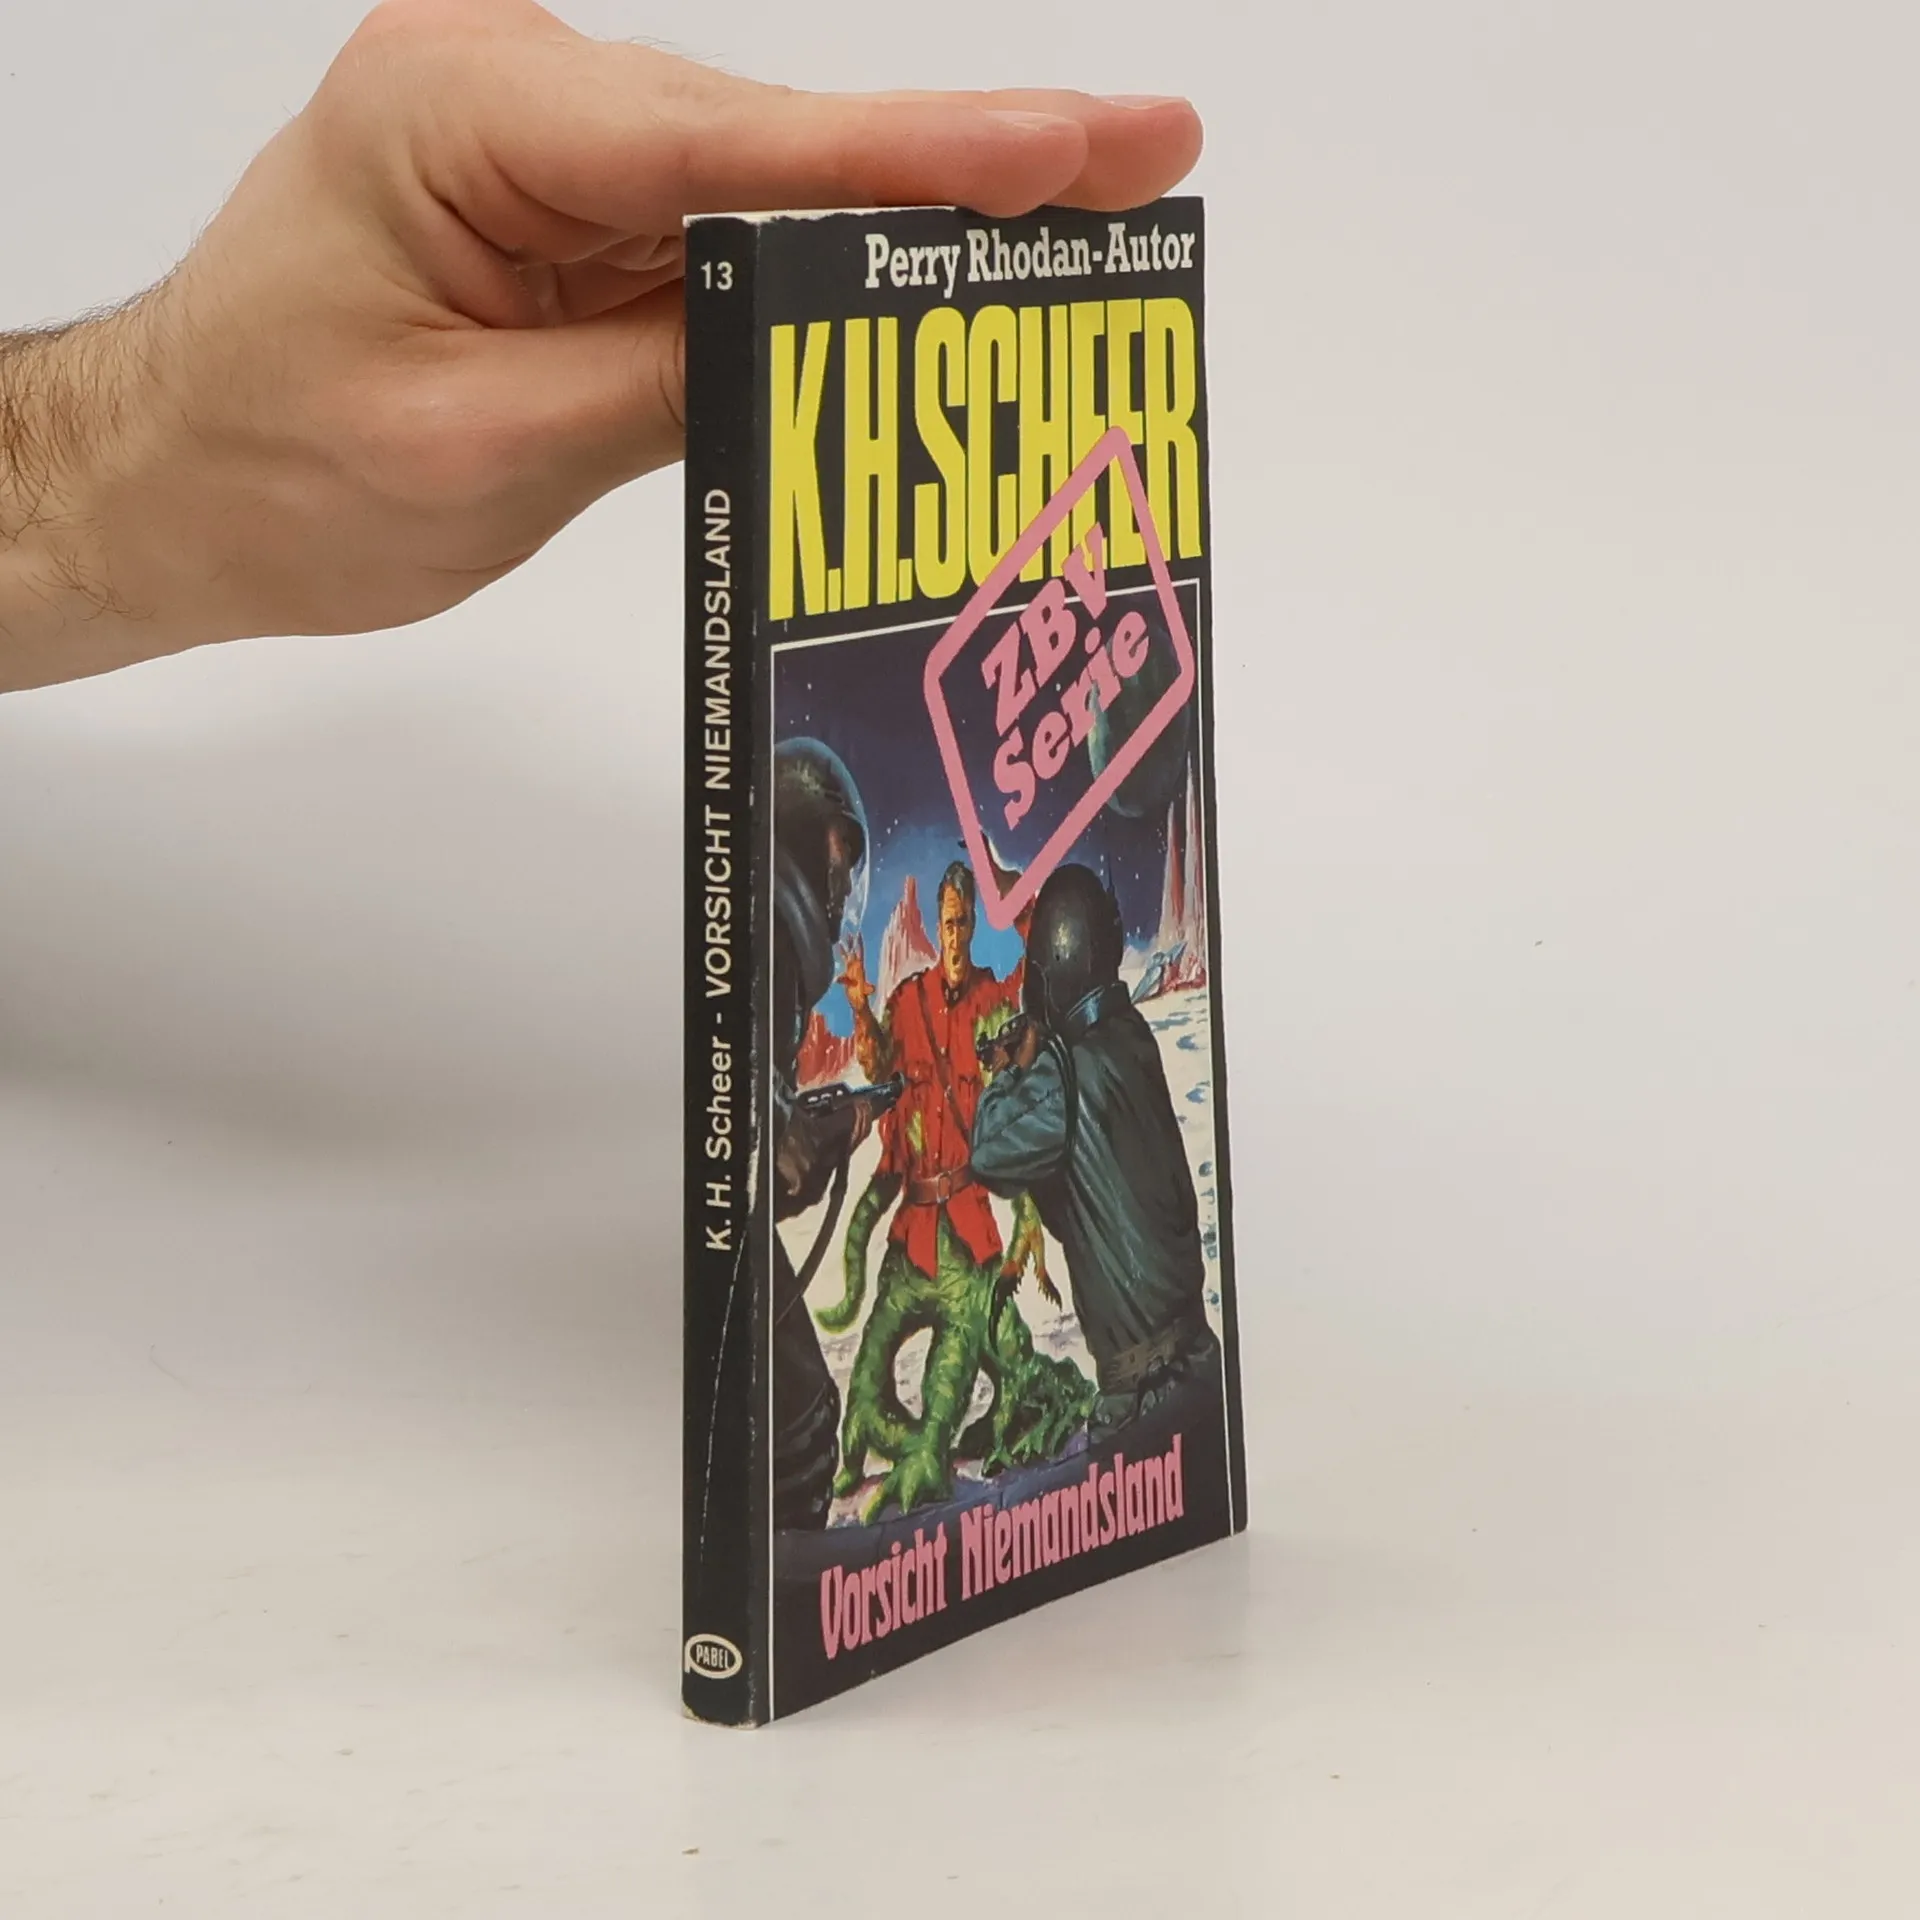 13
K. H. Scheer - VORSICHT NIEMANDSLAND
PABEL
Perry Rhodan-Autor
K.H.SCHEER
ZBV
Serie
Vorsicht Niemandsland